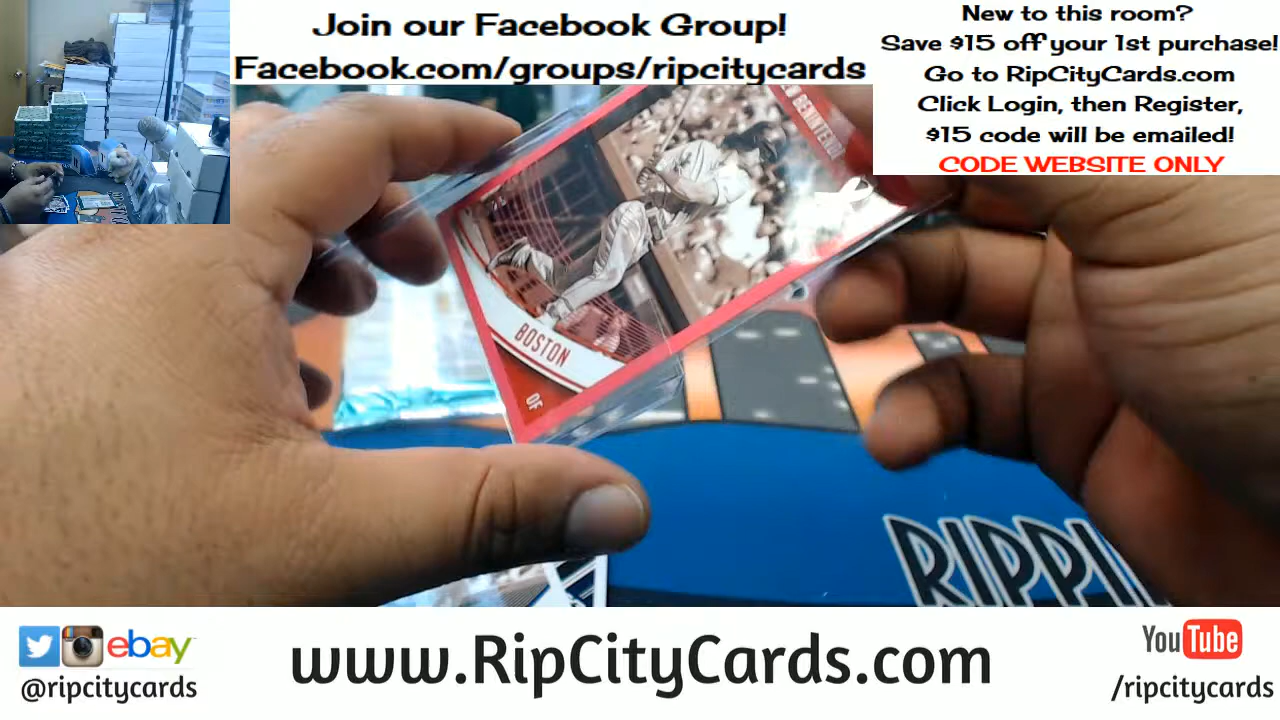 Join our Facebook Group!
Facebook.com/groups/ripcitycards
New to this room?
Save $15 off your 1st purchase!
Go to RipCityCards.com
Click Login, then Register,
$15 code will be emailed!
CODE WEBSITE ONLY
BENINTENDI
BOSTON
OF
RIPPI
ebay
@ripcitycards
www.RipCityCards.com
YouTube
/ripcitycards